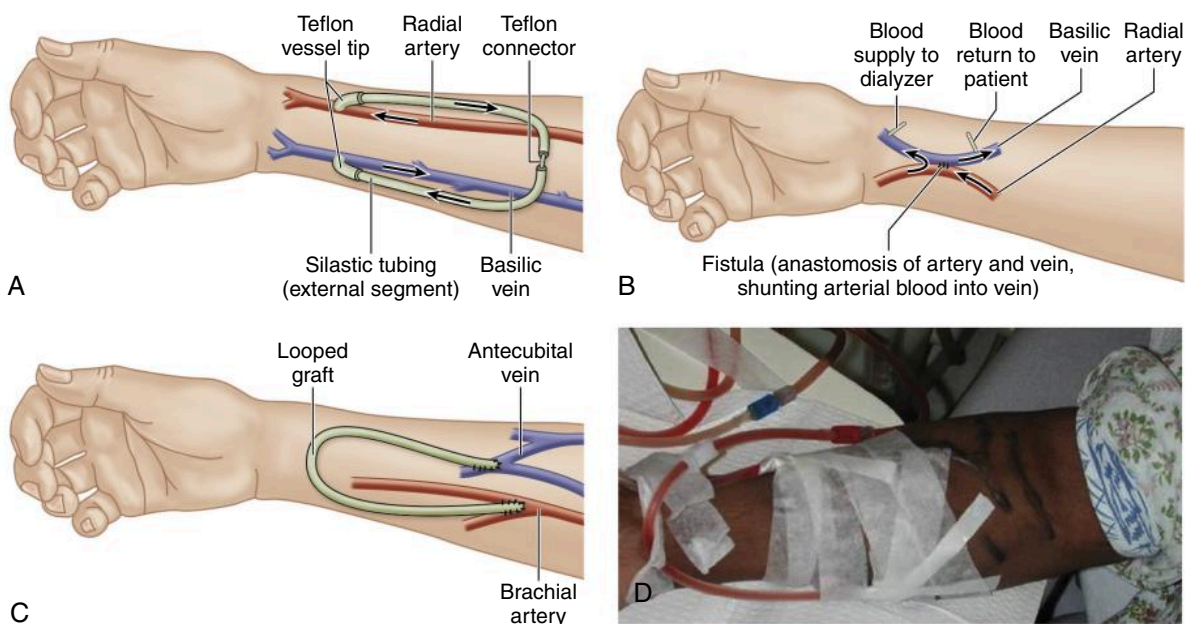 Teflon
vessel tip
Radial
artery
Teflon
connector
Silastic tubing
(external segment)
Basilic
vein
A
Blood
supply to
dialyzer
Blood
return to
patient
Basilic
vein
Radial
artery
Fistula (anastomosis of artery and vein,
shunting arterial blood into vein)
B
Looped
graft
Antecubital
vein
Brachial
artery
C
D